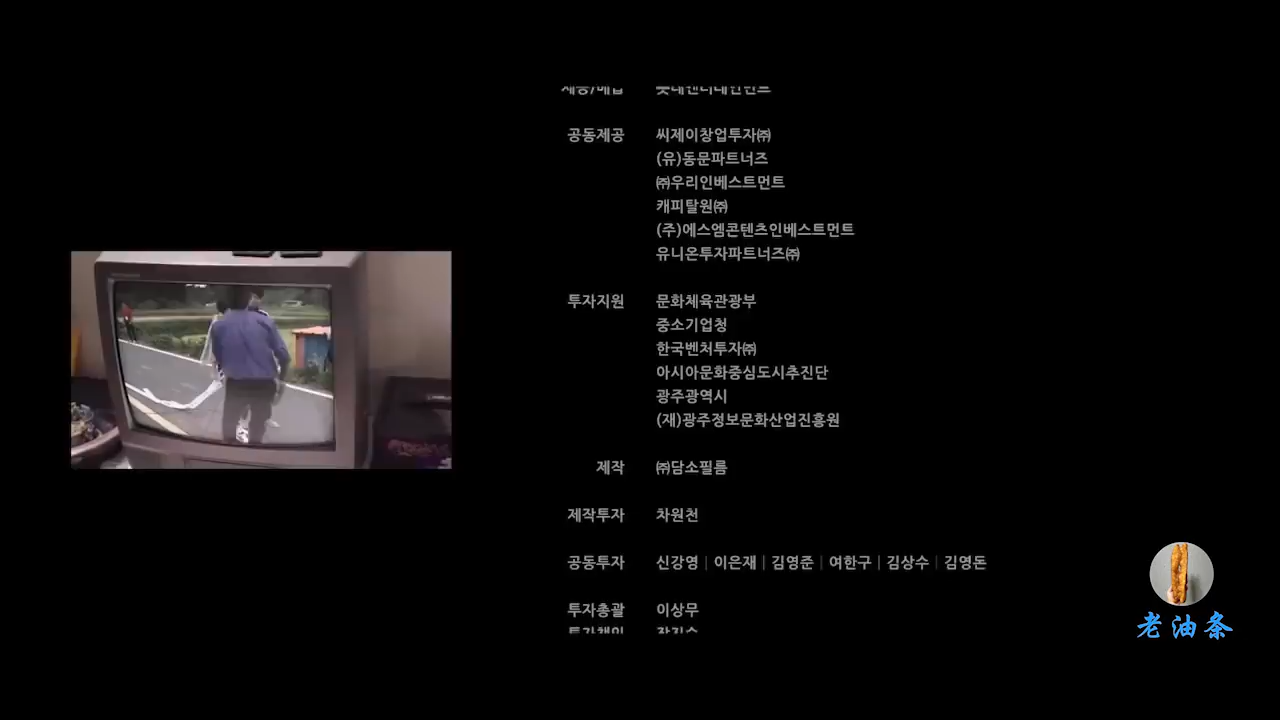 공동제공 씨제이창업투자㈜
(유)동문파트너즈
㈜우리인베스트먼트
캐피탈원㈜
(주)에스엠콘텐츠인베스트먼트
유니온투자파트너즈㈜
투자지원 문화체육관광부
중소기업청
한국벤처투자㈜
아시아문화중심도시추진단
광주광역시
(재)광주정보문화산업진흥원
제작 ㈜담소필름
제작투자 차원천
공동투자 신강영 | 이은재 | 김영준 | 여한구 | 김상수 | 김영돈
투자총괄 이상무
老油条